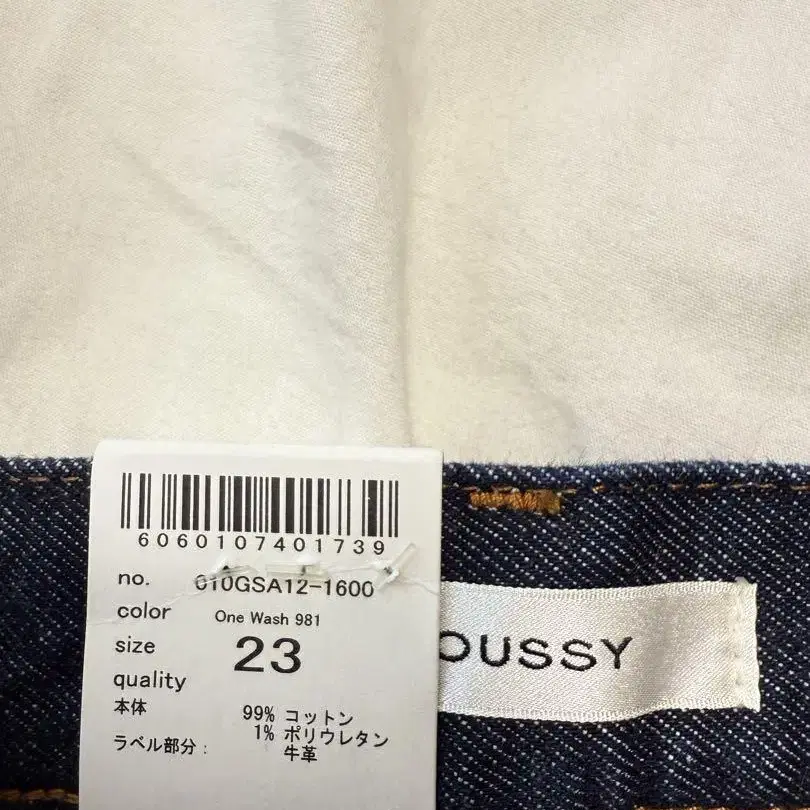 6060107401739
no. 010GSA12-1600
color One Wash 981
size 23
quality
本体 99% コットン
1% ポリウレタン
ラベル部分: 牛革
OUSSY